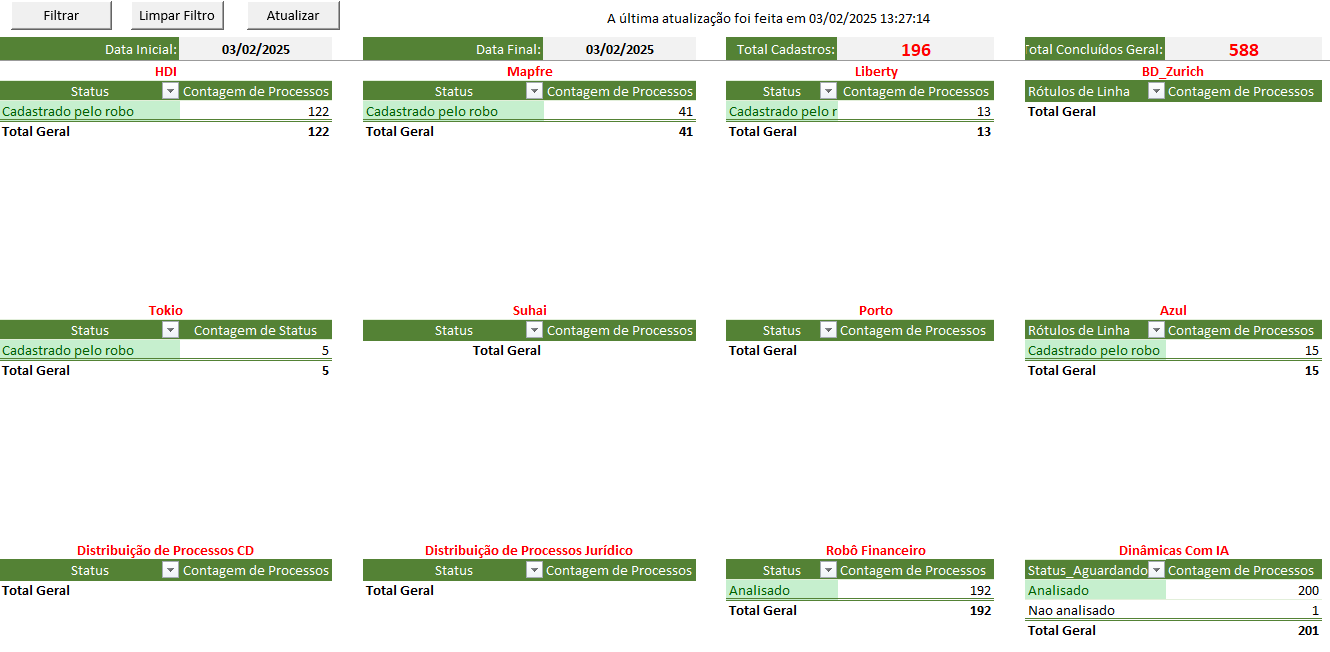 Filtrar Limpar Filtro Atualizar A última atualização foi feita em 03/02/2025 13:27:14
Data Inicial: 03/02/2025 Data Final: 03/02/2025 Total Cadastros: 196 Total Concluídos Geral: 588
HDI Mapfre Liberty BD_Zurich
Status Contagem de Processos Status Contagem de Processos Status Contagem de Processos Rótulos de Linha Contagem de Processos
Cadastrado pelo robo 122 Cadastrado pelo robo 41 Cadastrado pelo r 13 Total Geral
Total Geral 122 Total Geral 41 Total Geral 13
Tokio Suhai Porto Azul
Status Contagem de Status Status Contagem de Processos Status Contagem de Processos Rótulos de Linha Contagem de Processos
Cadastrado pelo robo 5 Total Geral Total Geral Cadastrado pelo robo 15
Total Geral 5 Total Geral 15
Distribuição de Processos CD Distribuição de Processos Jurídico Robô Financeiro Dinâmicas Com IA
Status Contagem de Processos Status Contagem de Processos Status Contagem de Processos Status_Aguardando Contagem de Processos
Total Geral Total Geral Analisado 192 Analisado 200
Total Geral 192 Nao analisado 1
Total Geral 201